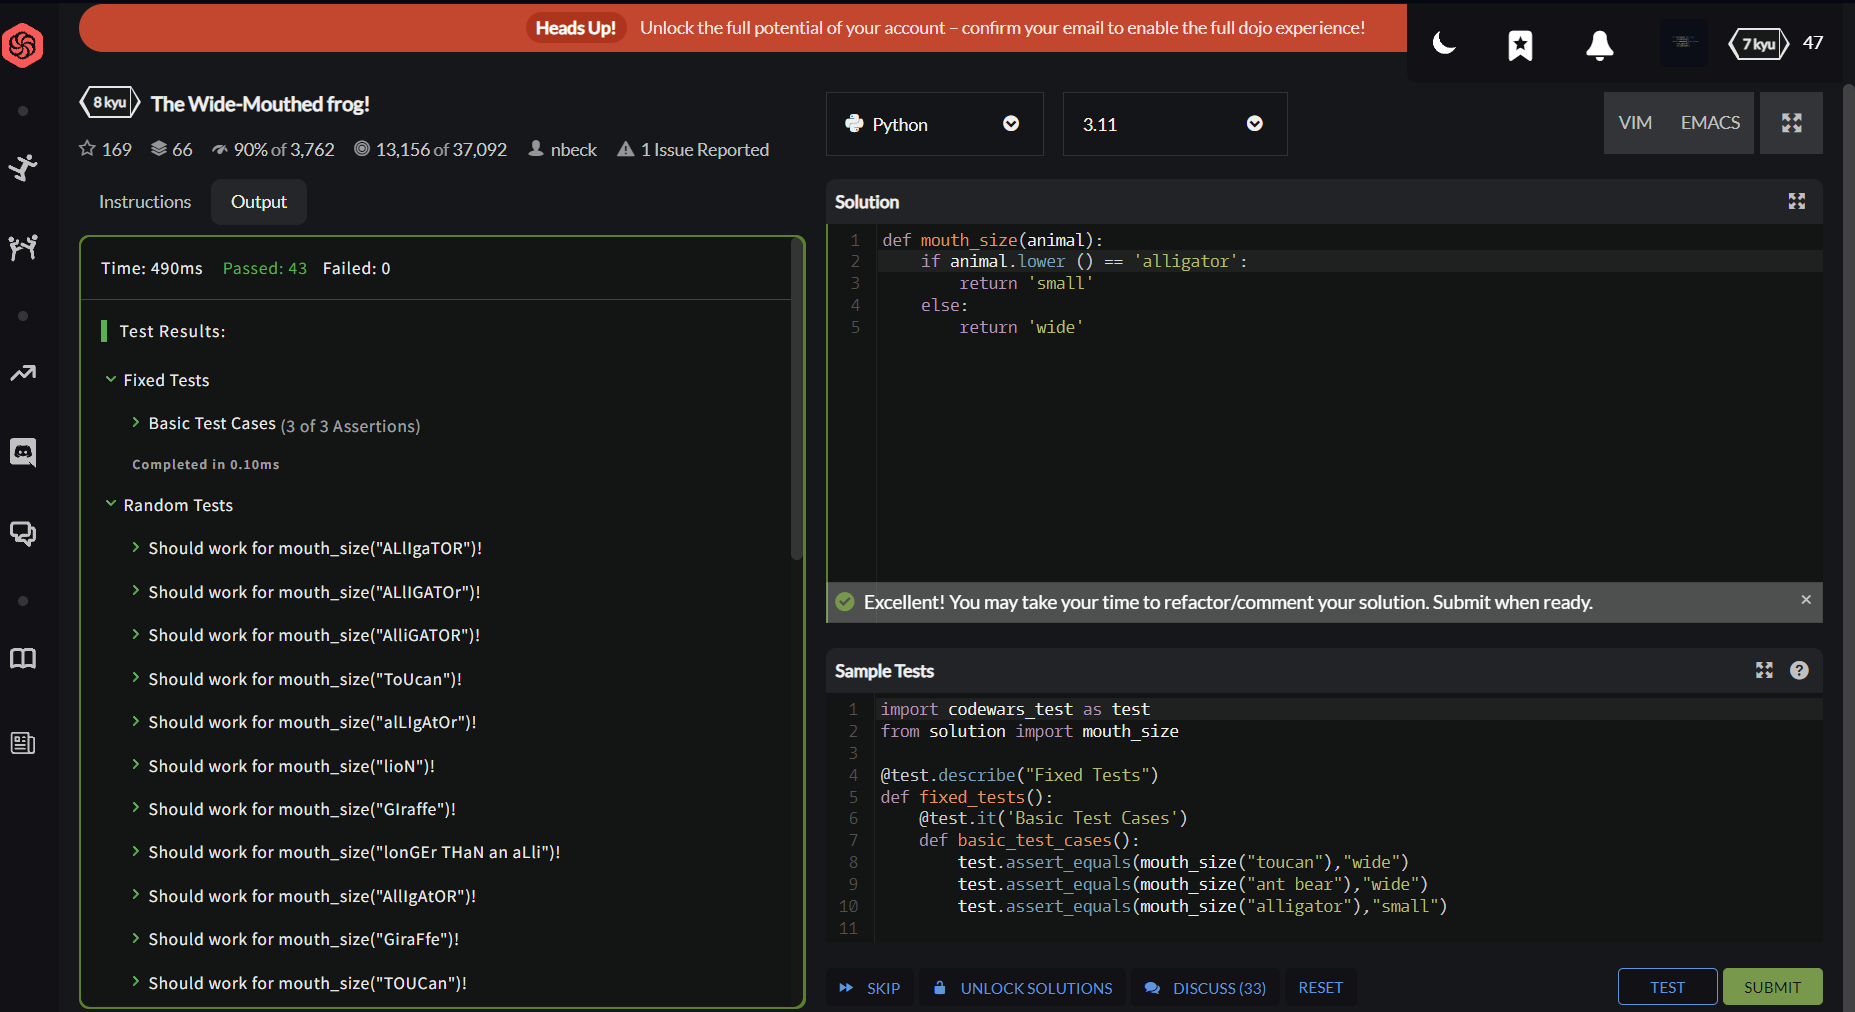 Heads Up! Unlock the full potential of your account – confirm your email to enable the full dojo experience!
7 kyu 47
8 kyu The Wide-Mouthed frog!
169 66 90% of 3,762 13,156 of 37,092 nbeck 1 Issue Reported
Instructions Output
Time: 490ms Passed: 43 Failed: 0
Test Results:
Fixed Tests
Basic Test Cases (3 of 3 Assertions)
Completed in 0.10ms
Random Tests
Should work for mouth_size("ALlIgaTOR")!
Should work for mouth_size("ALlIGATOr")!
Should work for mouth_size("AlliGATOR")!
Should work for mouth_size("ToUcan")!
Should work for mouth_size("alLIgAtOr")!
Should work for mouth_size("lioN")!
Should work for mouth_size("GIraffe")!
Should work for mouth_size("lonGEr THaN an aLli")!
Should work for mouth_size("AllIgAtOR")!
Should work for mouth_size("GiraFfe")!
Should work for mouth_size("TOUCan")!
Python 3.11 VIM EMACS
Solution
1 def mouth_size(animal):
2     if animal.lower () == 'alligator':
3         return 'small'
4     else:
5         return 'wide'
Excellent! You may take your time to refactor/comment your solution. Submit when ready. ×
Sample Tests
1 import codewars_test as test
2 from solution import mouth_size
3
4 @test.describe("Fixed Tests")
5 def fixed_tests():
6     @test.it('Basic Test Cases')
7     def basic_test_cases():
8         test.assert_equals(mouth_size("toucan"),"wide")
9         test.assert_equals(mouth_size("ant bear"),"wide")
10         test.assert_equals(mouth_size("alligator"),"small")
11
SKIP UNLOCK SOLUTIONS DISCUSS (33) RESET TEST SUBMIT